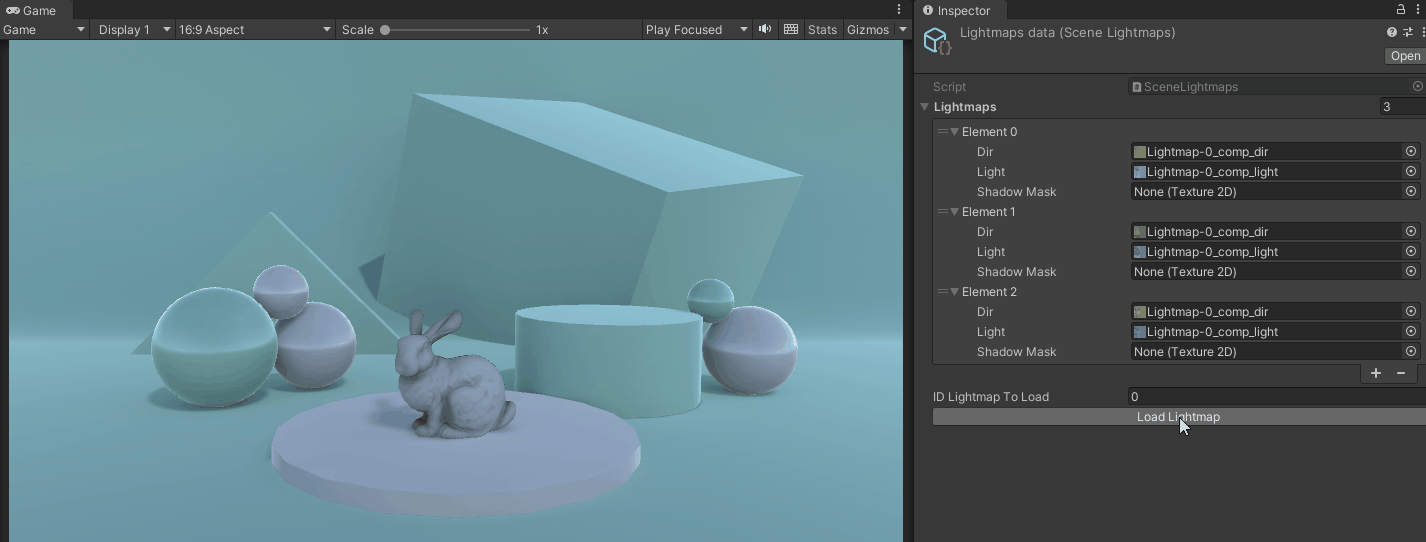 Game
Game Display 1 16:9 Aspect Scale 1x Play Focused Stats Gizmos
Inspector
Lightmaps data (Scene Lightmaps)
Open
Script SceneLightmaps
Lightmaps 3
Element 0
Dir Lightmap-0_comp_dir
Light Lightmap-0_comp_light
Shadow Mask None (Texture 2D)
Element 1
Dir Lightmap-0_comp_dir
Light Lightmap-0_comp_light
Shadow Mask None (Texture 2D)
Element 2
Dir Lightmap-0_comp_dir
Light Lightmap-0_comp_light
Shadow Mask None (Texture 2D)
+ −
ID Lightmap To Load 0
Load Lightmap